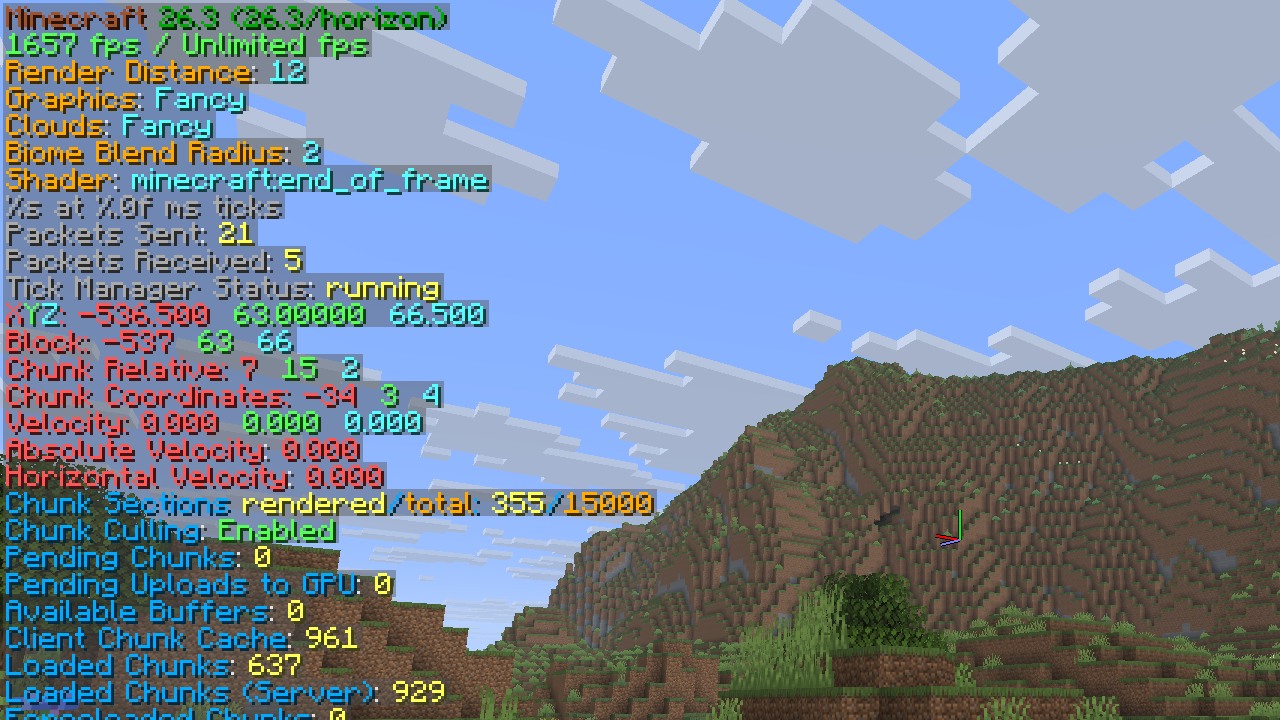 Minecraft 26.3 (26.3/horizon)
1657 fps / Unlimited fps
Render Distance: 12
Graphics: Fancy
Clouds: Fancy
Biome Blend Radius: 2
Shader: minecraft:end_of_frame
%s at %.0f ms ticks
Packets Sent: 21
Packets Received: 5
Tick Manager Status: running
XYZ: -536.500 63.00000 66.500
Block: -537 63 66
Chunk Relative: 7 15 2
Chunk Coordinates: -34 3 4
Velocity: 0.000 0.000 0.000
Absolute Velocity: 0.000
Horizontal Velocity: 0.000
Chunk Sections rendered/total: 355/15000
Chunk Culling: Enabled
Pending Chunks: 0
Pending Uploads to GPU: 0
Available Buffers: 0
Client Chunk Cache: 961
Loaded Chunks: 637
Loaded Chunks (Server): 929
Forceloaded Chunks: 0